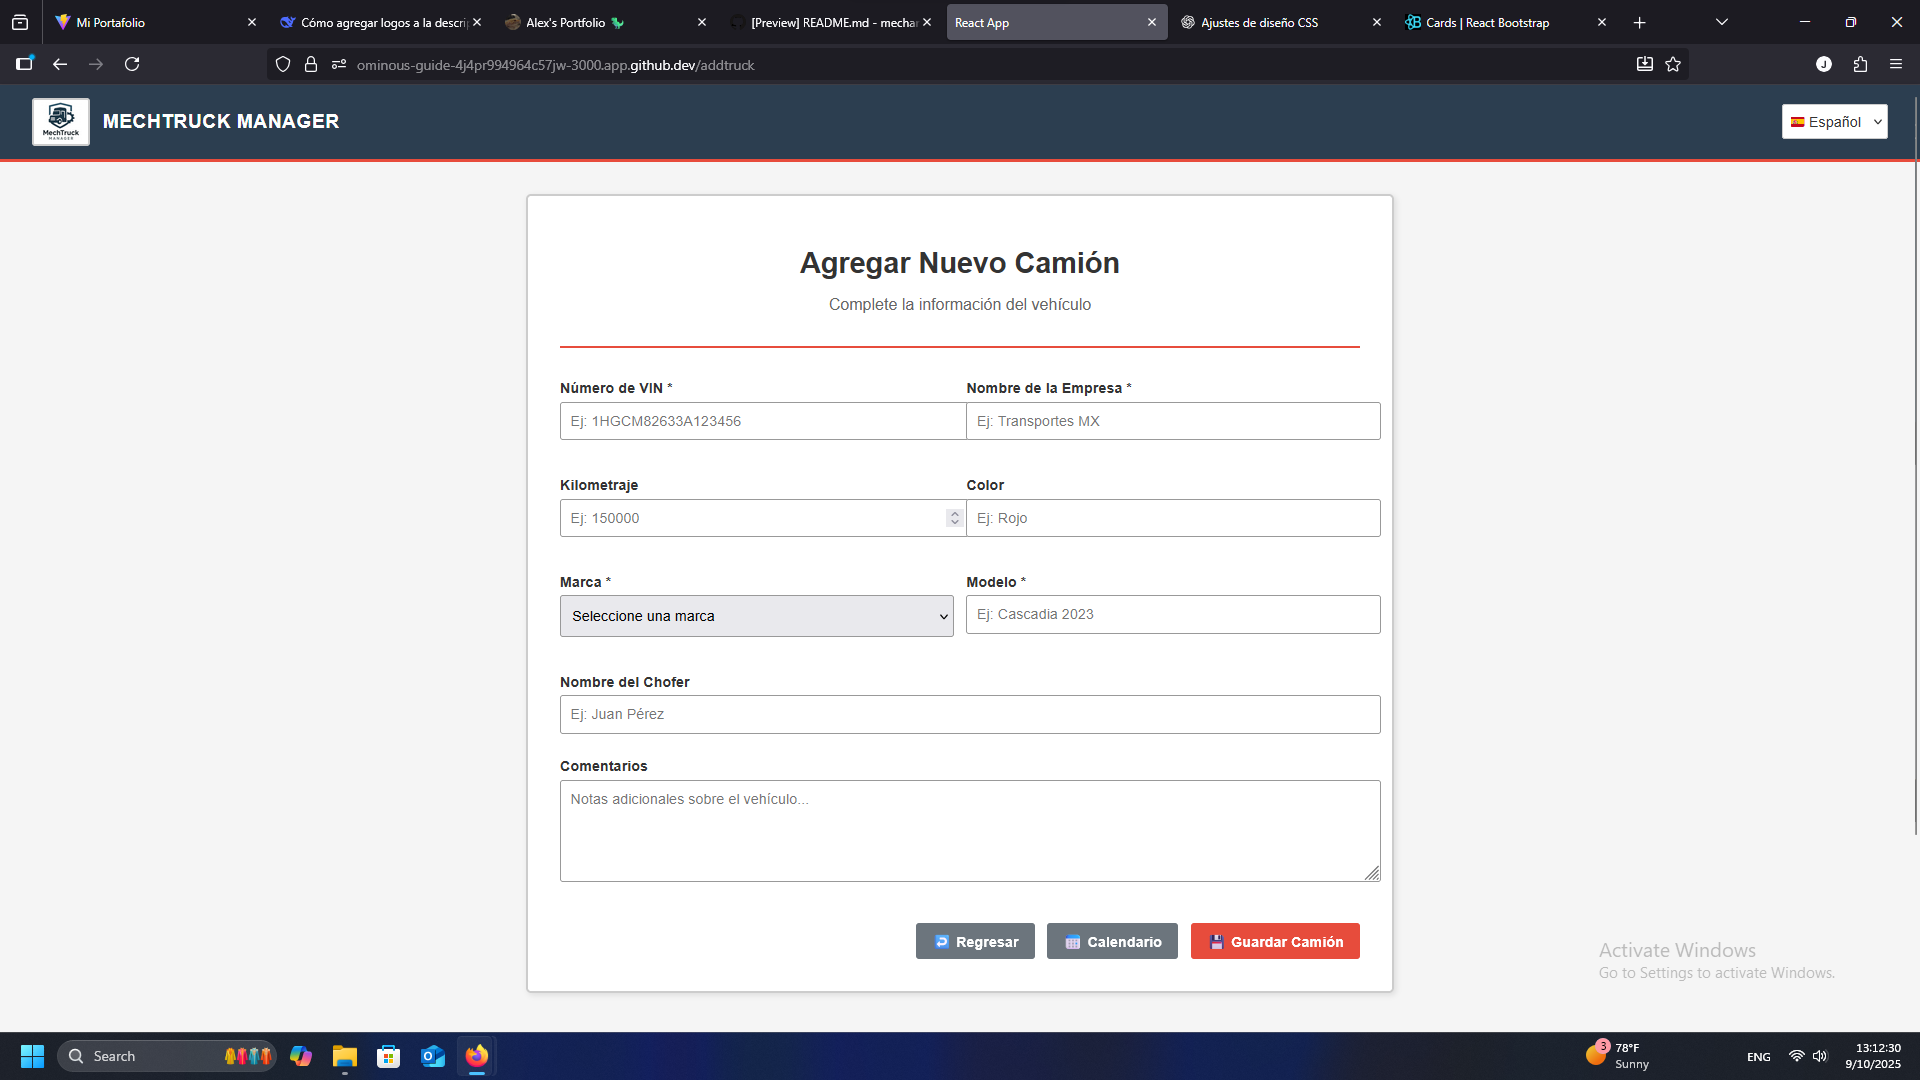 Mi Portafolio
Cómo agregar logos a la descrip
Alex's Portfolio
[Preview] README.md - mechan
React App
Ajustes de diseño CSS
Cards | React Bootstrap
ominous-guide-4j4pr994964c57jw-3000.app.github.dev/addtruck
J
MechTruck
MANAGER
MECHTRUCK MANAGER
Español
Agregar Nuevo Camión
Complete la información del vehículo
Número de VIN *
Nombre de la Empresa *
Ej: 1HGCM82633A123456
Ej: Transportes MX
Kilometraje
Color
Ej: 150000
Ej: Rojo
Marca *
Modelo *
Seleccione una marca
Ej: Cascadia 2023
Nombre del Chofer
Ej: Juan Pérez
Comentarios
Notas adicionales sobre el vehículo...
Regresar
Calendario
Guardar Camión
Activate Windows
Go to Settings to activate Windows.
Search
3
78°F
Sunny
ENG
13:12:30
9/10/2025